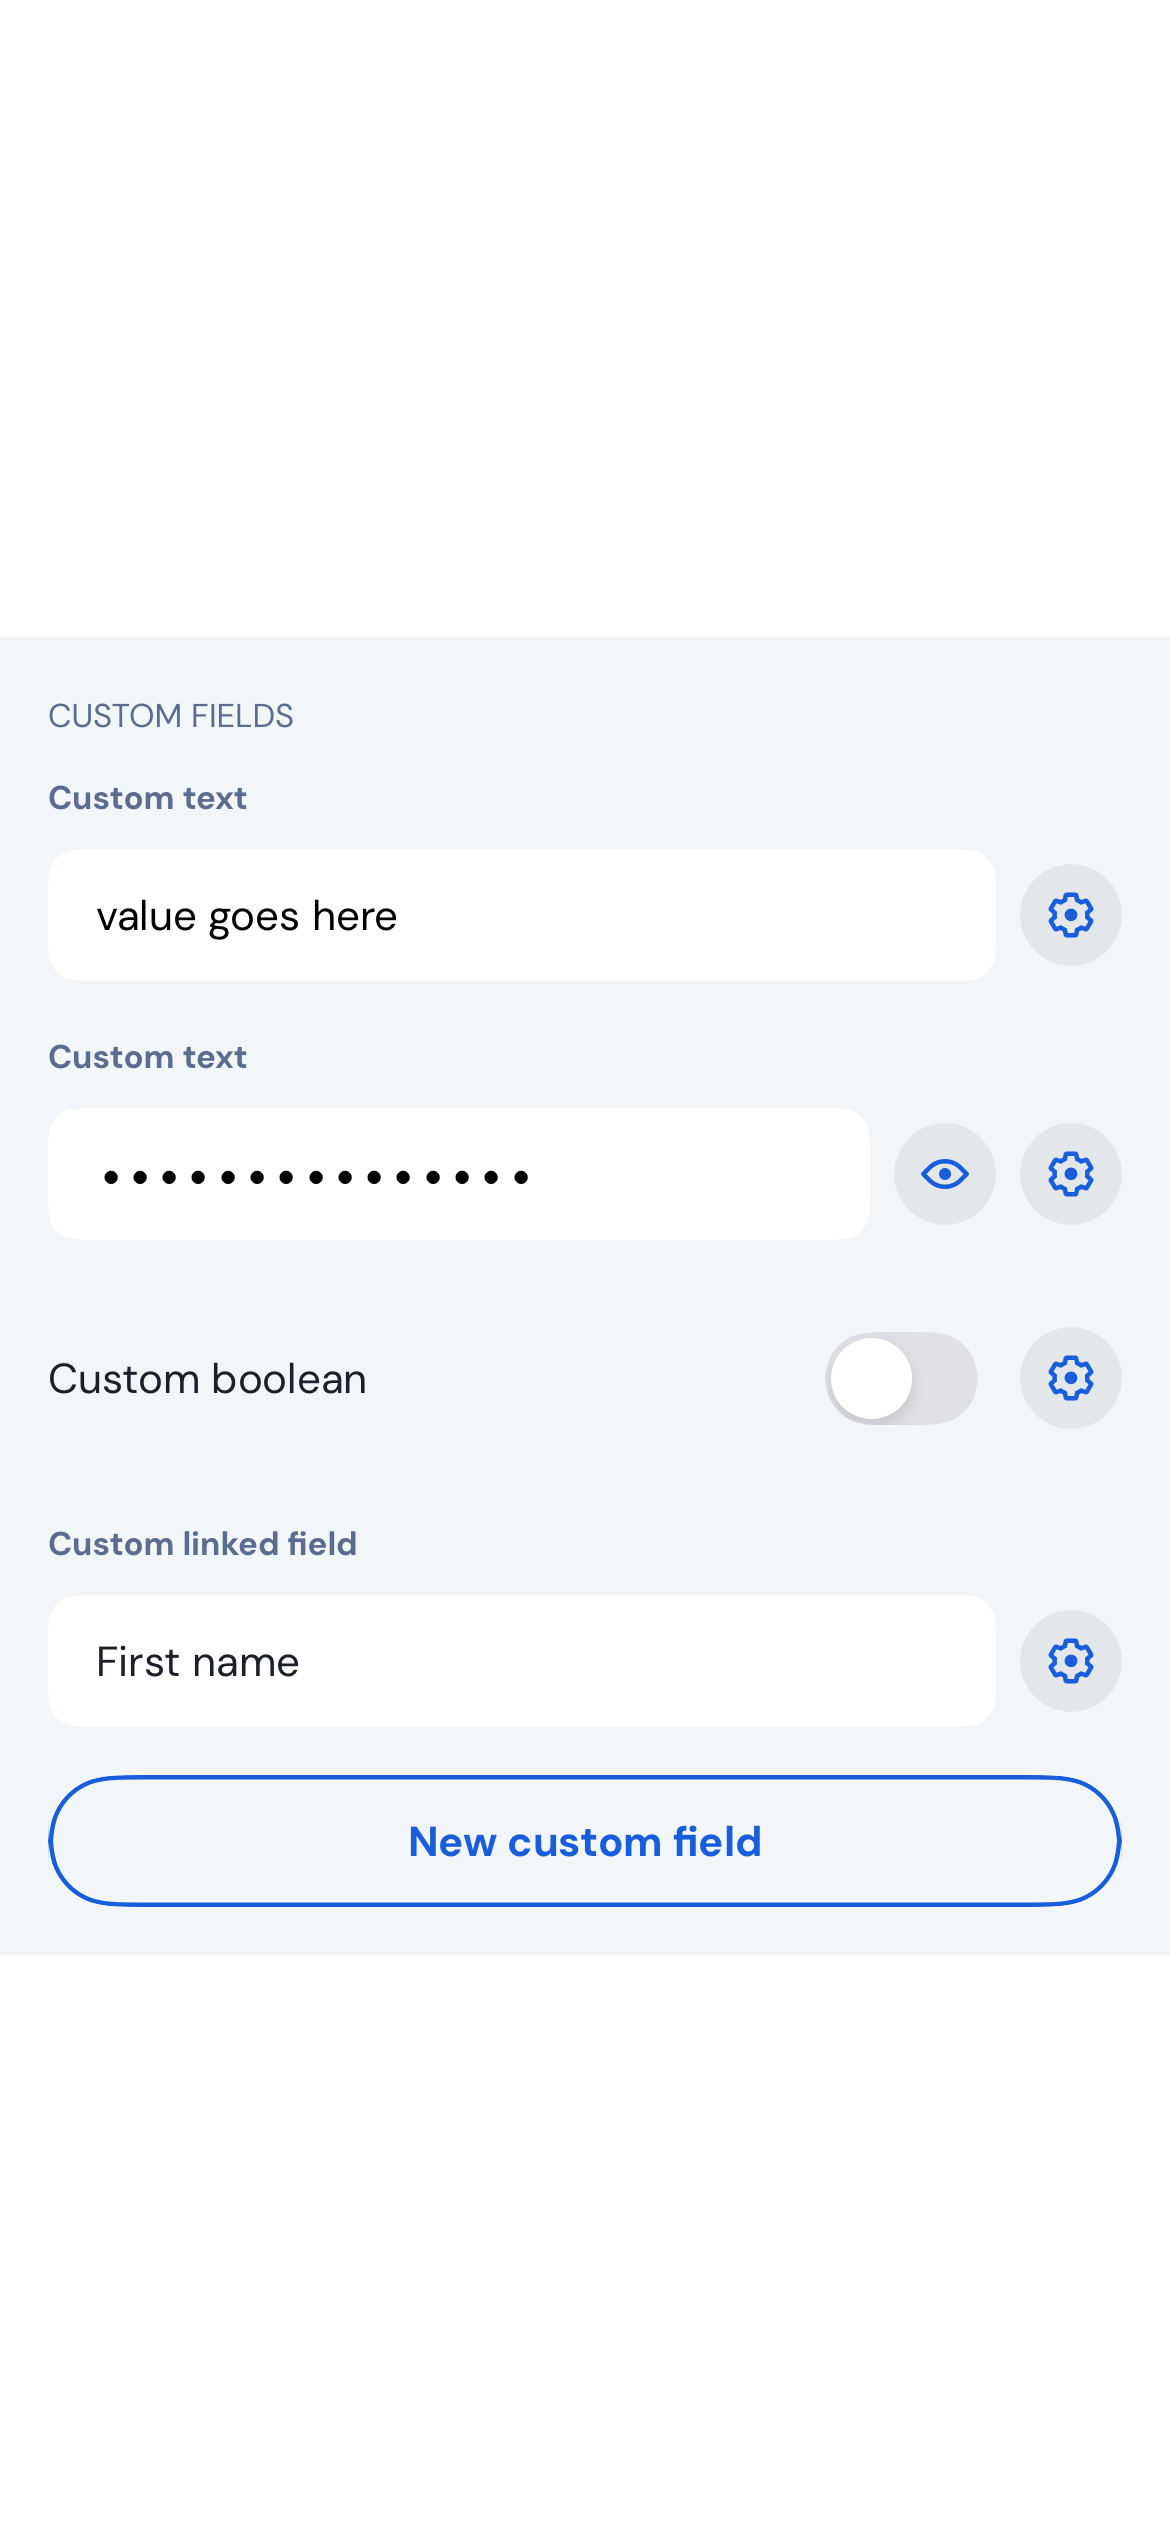 CUSTOM FIELDS
Custom text
value goes here
Custom text
•••••••••••••••
Custom boolean
Custom linked field
First name
New custom field